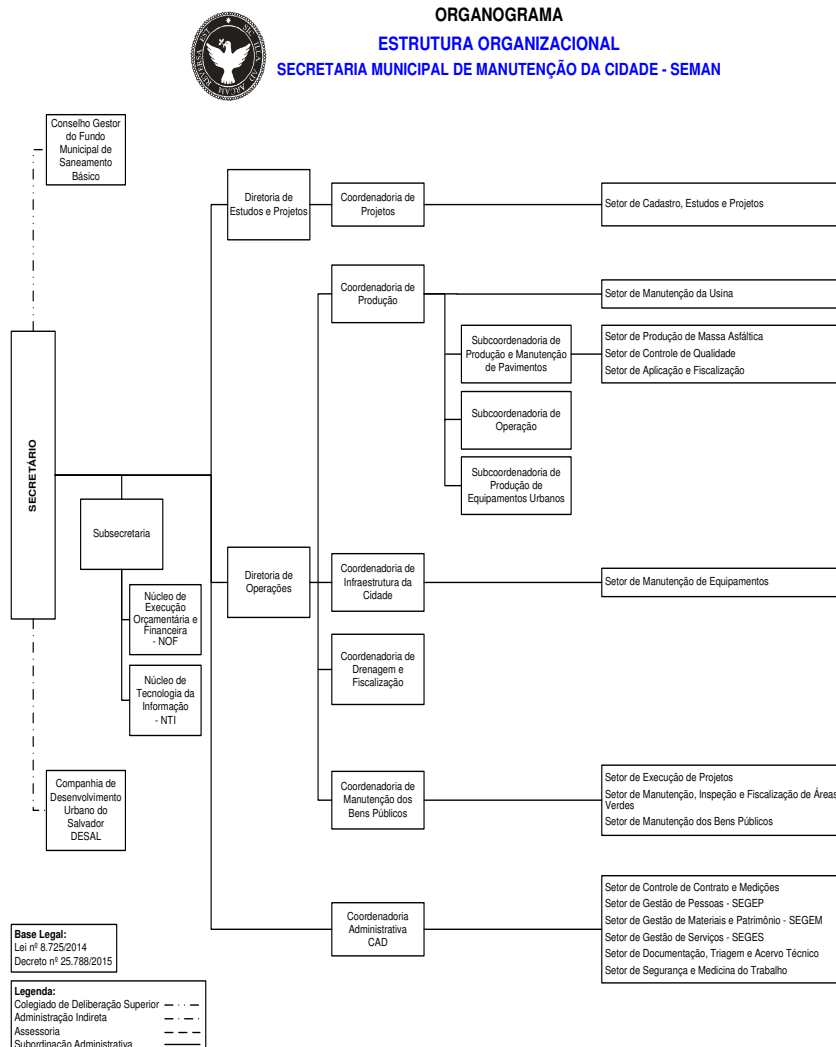 ORGANOGRAMA
ESTRUTURA ORGANIZACIONAL
SECRETARIA MUNICIPAL DE MANUTENÇÃO DA CIDADE - SEMAN
Conselho Gestor
do Fundo
Municipal de
Saneamento
Básico
SECRETÁRIO
Companhia de
Desenvolvimento
Urbano do
Salvador
DESAL
Subsecretaria
Núcleo de
Execução
Orçamentária e
Financeira
- NOF
Núcleo de
Tecnologia da
Informação
- NTI
Diretoria de
Estudos e Projetos
Coordenadoria de
Projetos
Setor de Cadastro, Estudos e Projetos
Diretoria de
Operações
Coordenadoria de
Produção
Setor de Manutenção da Usina
Subcoordenadoria de
Produção e Manutenção
de Pavimentos
Setor de Produção de Massa Asfáltica
Setor de Controle de Qualidade
Setor de Aplicação e Fiscalização
Subcoordenadoria de
Operação
Subcoordenadoria de
Produção de
Equipamentos Urbanos
Coordenadoria de
Infraestrutura da
Cidade
Setor de Manutenção de Equipamentos
Coordenadoria de
Drenagem e
Fiscalização
Coordenadoria de
Manutenção dos
Bens Públicos
Setor de Execução de Projetos
Setor de Manutenção, Inspeção e Fiscalização de Áreas
Verdes
Setor de Manutenção dos Bens Públicos
Coordenadoria
Administrativa
CAD
Setor de Controle de Contrato e Medições
Setor de Gestão de Pessoas - SEGEP
Setor de Gestão de Materiais e Patrimônio - SEGEM
Setor de Gestão de Serviços - SEGES
Setor de Documentação, Triagem e Acervo Técnico
Setor de Segurança e Medicina do Trabalho
Base Legal:
Lei nº 8.725/2014
Decreto nº 25.788/2015
Legenda:
Colegiado de Deliberação Superior
Administração Indireta
Assessoria
Subordinação Administrativa